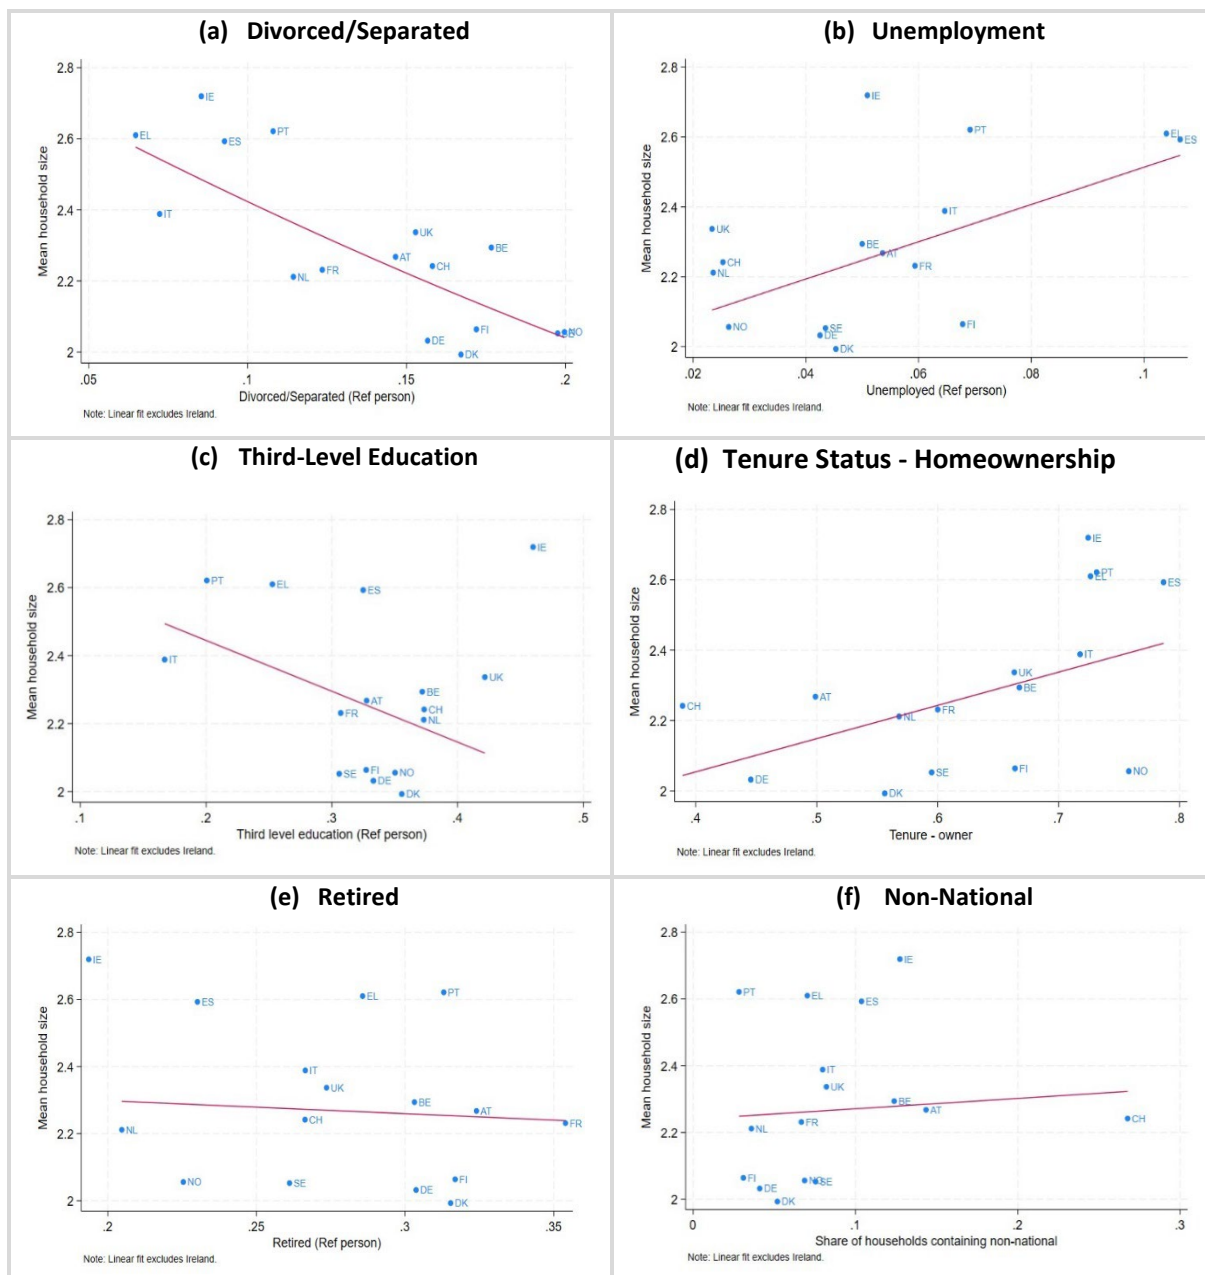 (a) Divorced/Separated
Mean household size
2.8
2.6
2.4
2.2
2
IE
EL
ES
PT
IT
UK
BE
AT
CH
NL
FR
FI
DE
DK
NO
.05
.1
.15
.2
Divorced/Separated (Ref person)
Note: Linear fit excludes Ireland.
(b) Unemployment
Mean household size
2.8
2.6
2.4
2.2
2
IE
PT
EL
ES
IT
UK
BE
AT
CH
NL
FR
NO
SE
DE
FI
DK
.02
.04
.06
.08
.1
Unemployed (Ref person)
Note: Linear fit excludes Ireland.
(c) Third-Level Education
Mean household size
2.8
2.6
2.4
2.2
2
IE
PT
EL
ES
IT
UK
BE
AT
CH
FR
NL
SE
FI
NO
DE
DK
.1
.2
.3
.4
.5
Third level education (Ref person)
Note: Linear fit excludes Ireland.
(d) Tenure Status - Homeownership
Mean household size
2.8
2.6
2.4
2.2
2
IE
PT
EL
ES
IT
UK
BE
AT
CH
NL
FR
DE
SE
FI
NO
DK
.4
.5
.6
.7
.8
Tenure - owner
Note: Linear fit excludes Ireland.
(e) Retired
Mean household size
2.8
2.6
2.4
2.2
2
IE
ES
EL
PT
IT
UK
BE
AT
CH
FR
NL
NO
SE
DE
FI
DK
.2
.25
.3
.35
Retired (Ref person)
Note: Linear fit excludes Ireland.
(f) Non-National
Mean household size
2.8
2.6
2.4
2.2
2
IE
PT
EL
ES
IT
UK
BE
AT
CH
FR
NL
FI
NO
SE
DE
DK
0
.1
.2
.3
Share of households containing non-national
Note: Linear fit excludes Ireland.